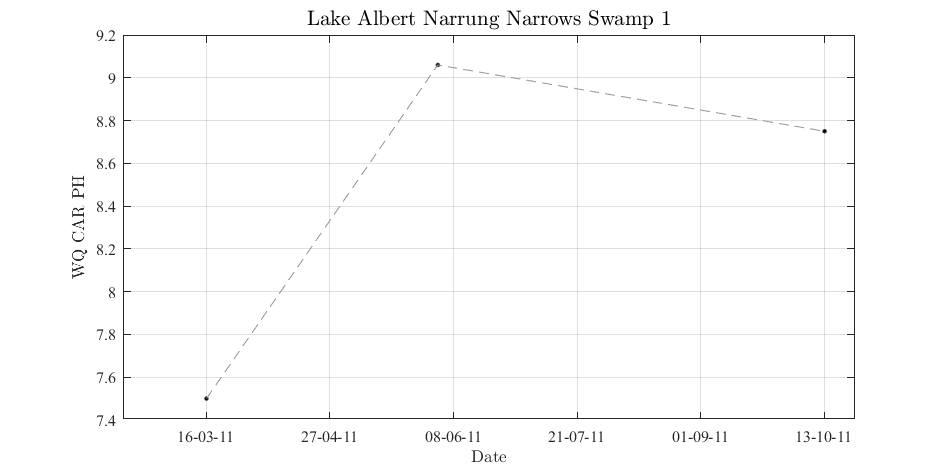 Lake Albert Narrung Narrows Swamp 1
9.2
9
8.8
8.6
8.4
8.2
8
7.8
7.6
7.4
WQ CAR PH
16-03-11 27-04-11 08-06-11 21-07-11 01-09-11 13-10-11
Date